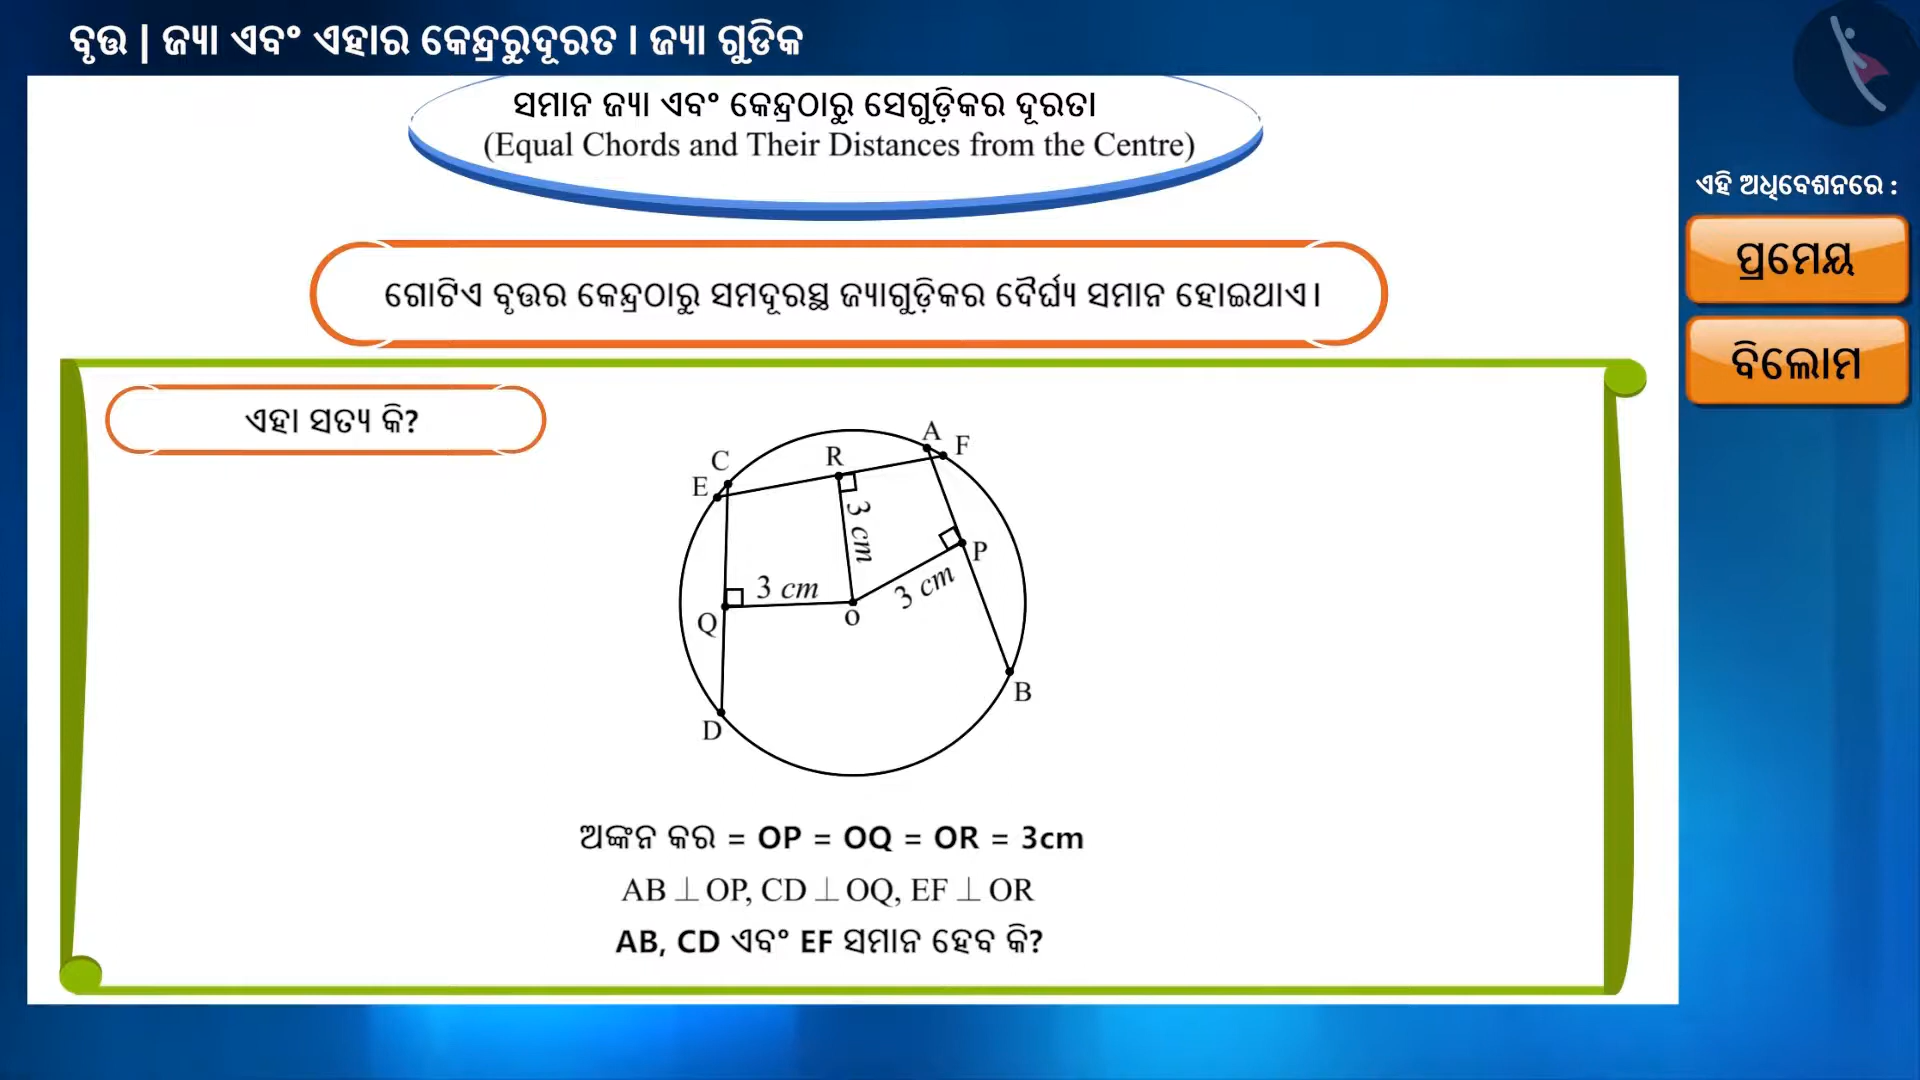 ବୃତ୍ତ | ଜ୍ୟା ଏବଂ ଏହାର କେନ୍ଦ୍ରରୁଦୂରତ । ଜ୍ୟା ଗୁଡିକ
ସମାନ ଜ୍ୟା ଏବଂ କେନ୍ଦ୍ରଠାରୁ ସେଗୁଡ଼ିକର ଦୂରତା
(Equal Chords and Their Distances from the Centre)
ଏହି ଅଧିବେଶନରେ :
ପ୍ରମେୟ
ବିଲୋମ
ଗୋଟିଏ ବୃତ୍ତର କେନ୍ଦ୍ରଠାରୁ ସମଦୂରସ୍ଥ ଜ୍ୟାଗୁଡ଼ିକର ଦୈର୍ଘ୍ୟ ସମାନ ହୋଇଥାଏ।
ଏହା ସତ୍ୟ କି?
A
F
C
R
E
3 cm
P
3 cm
3 cm
Q
O
B
D
ଅଙ୍କନ କର = OP = OQ = OR = 3cm
AB ⊥ OP, CD ⊥ OQ, EF ⊥ OR
AB, CD ଏବଂ EF ସମାନ ହେବ କି?